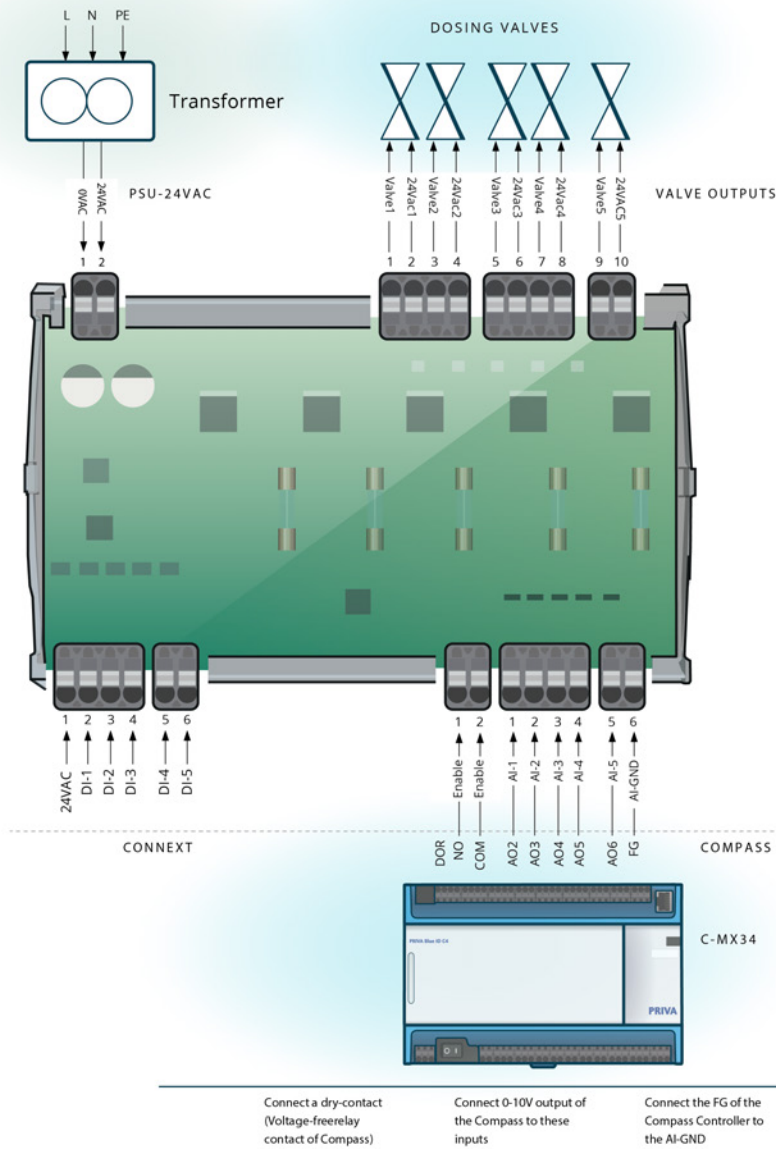 L N PE
DOSING VALVES
Transformer
0VAC
24VAC
PSU-24VAC
Valve1
24Vac1
Valve2
24Vac2
Valve3
24Vac3
Valve4
24Vac4
Valve5
24VAC5
VALVE OUTPUTS
1 2
1 2 3 4
5 6 7 8
9 10
1 2 3 4
5 6
1 2
1 2 3 4
5 6
24VAC
DI-1
DI-2
DI-3
DI-4
DI-5
Enable
Enable
AI-1
AI-2
AI-3
AI-4
AI-5
AI-GND
CONNEXT
DOR
NO
COM
AO2
AO3
AO4
AO5
AO6
FG
COMPASS
C-MX34
PRIVA Blue ID C4
PRIVA
0 I
Connect a dry-contact
(Voltage-freerelay
contact of Compass)
Connect 0-10V output of
the Compass to these
inputs
Connect the FG of the
Compass Controller to
the AI-GND